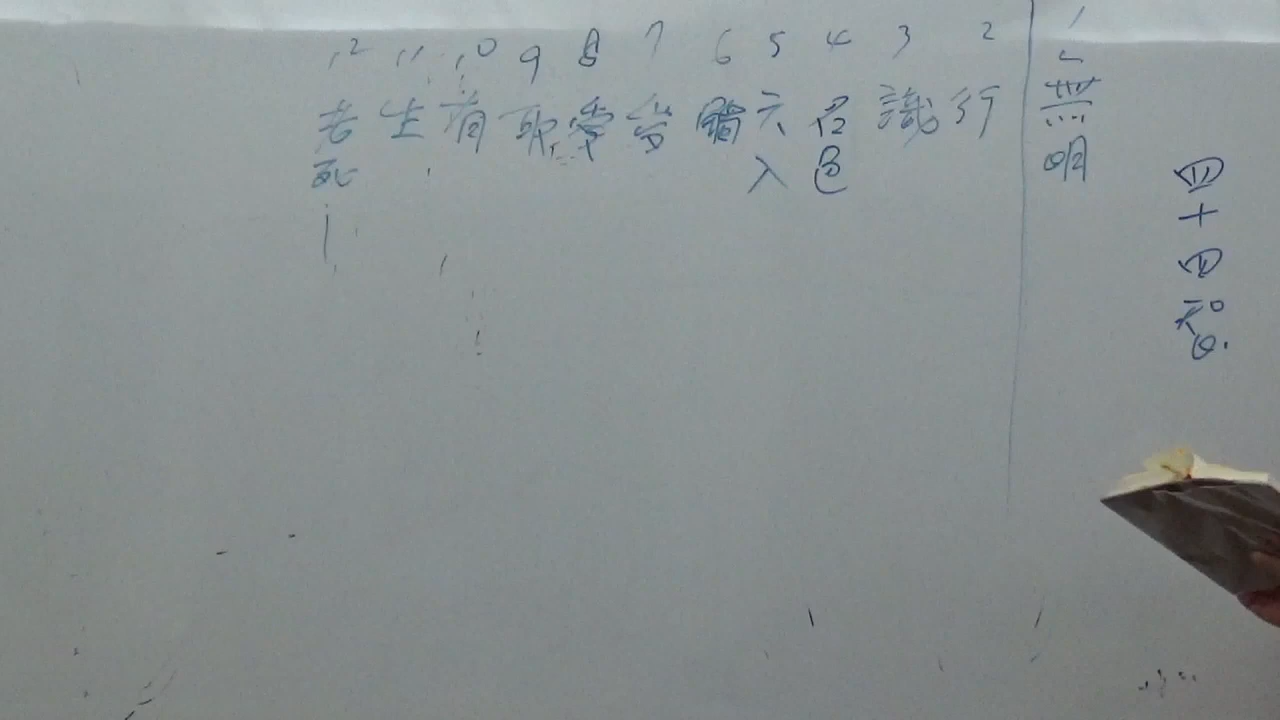 四十四智
1 無明
2 行
3 識
4 名色
5 六入
6 觸
7 受
8 愛
9 取
10 有
11 生
12 老死